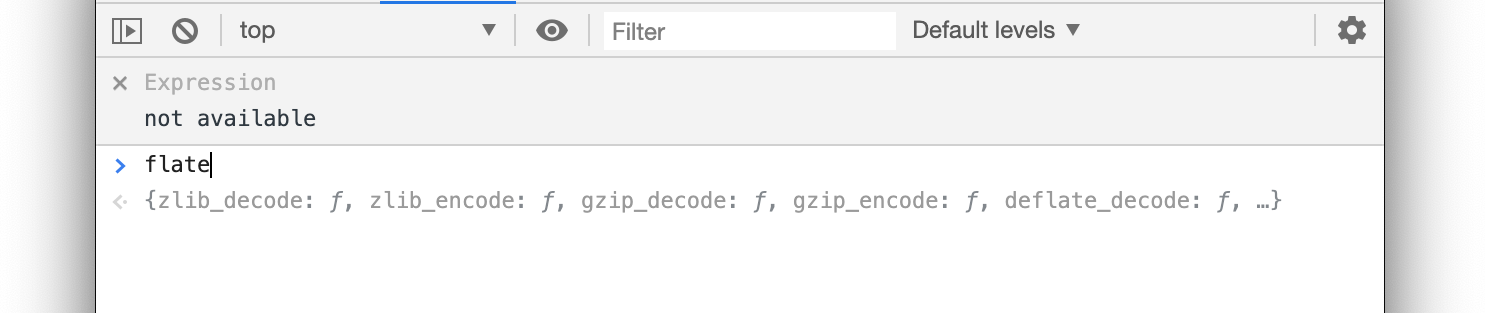 top Filter Default levels
Expression
not available
flate
{zlib_decode: ƒ, zlib_encode: ƒ, gzip_decode: ƒ, gzip_encode: ƒ, deflate_decode: ƒ, …}